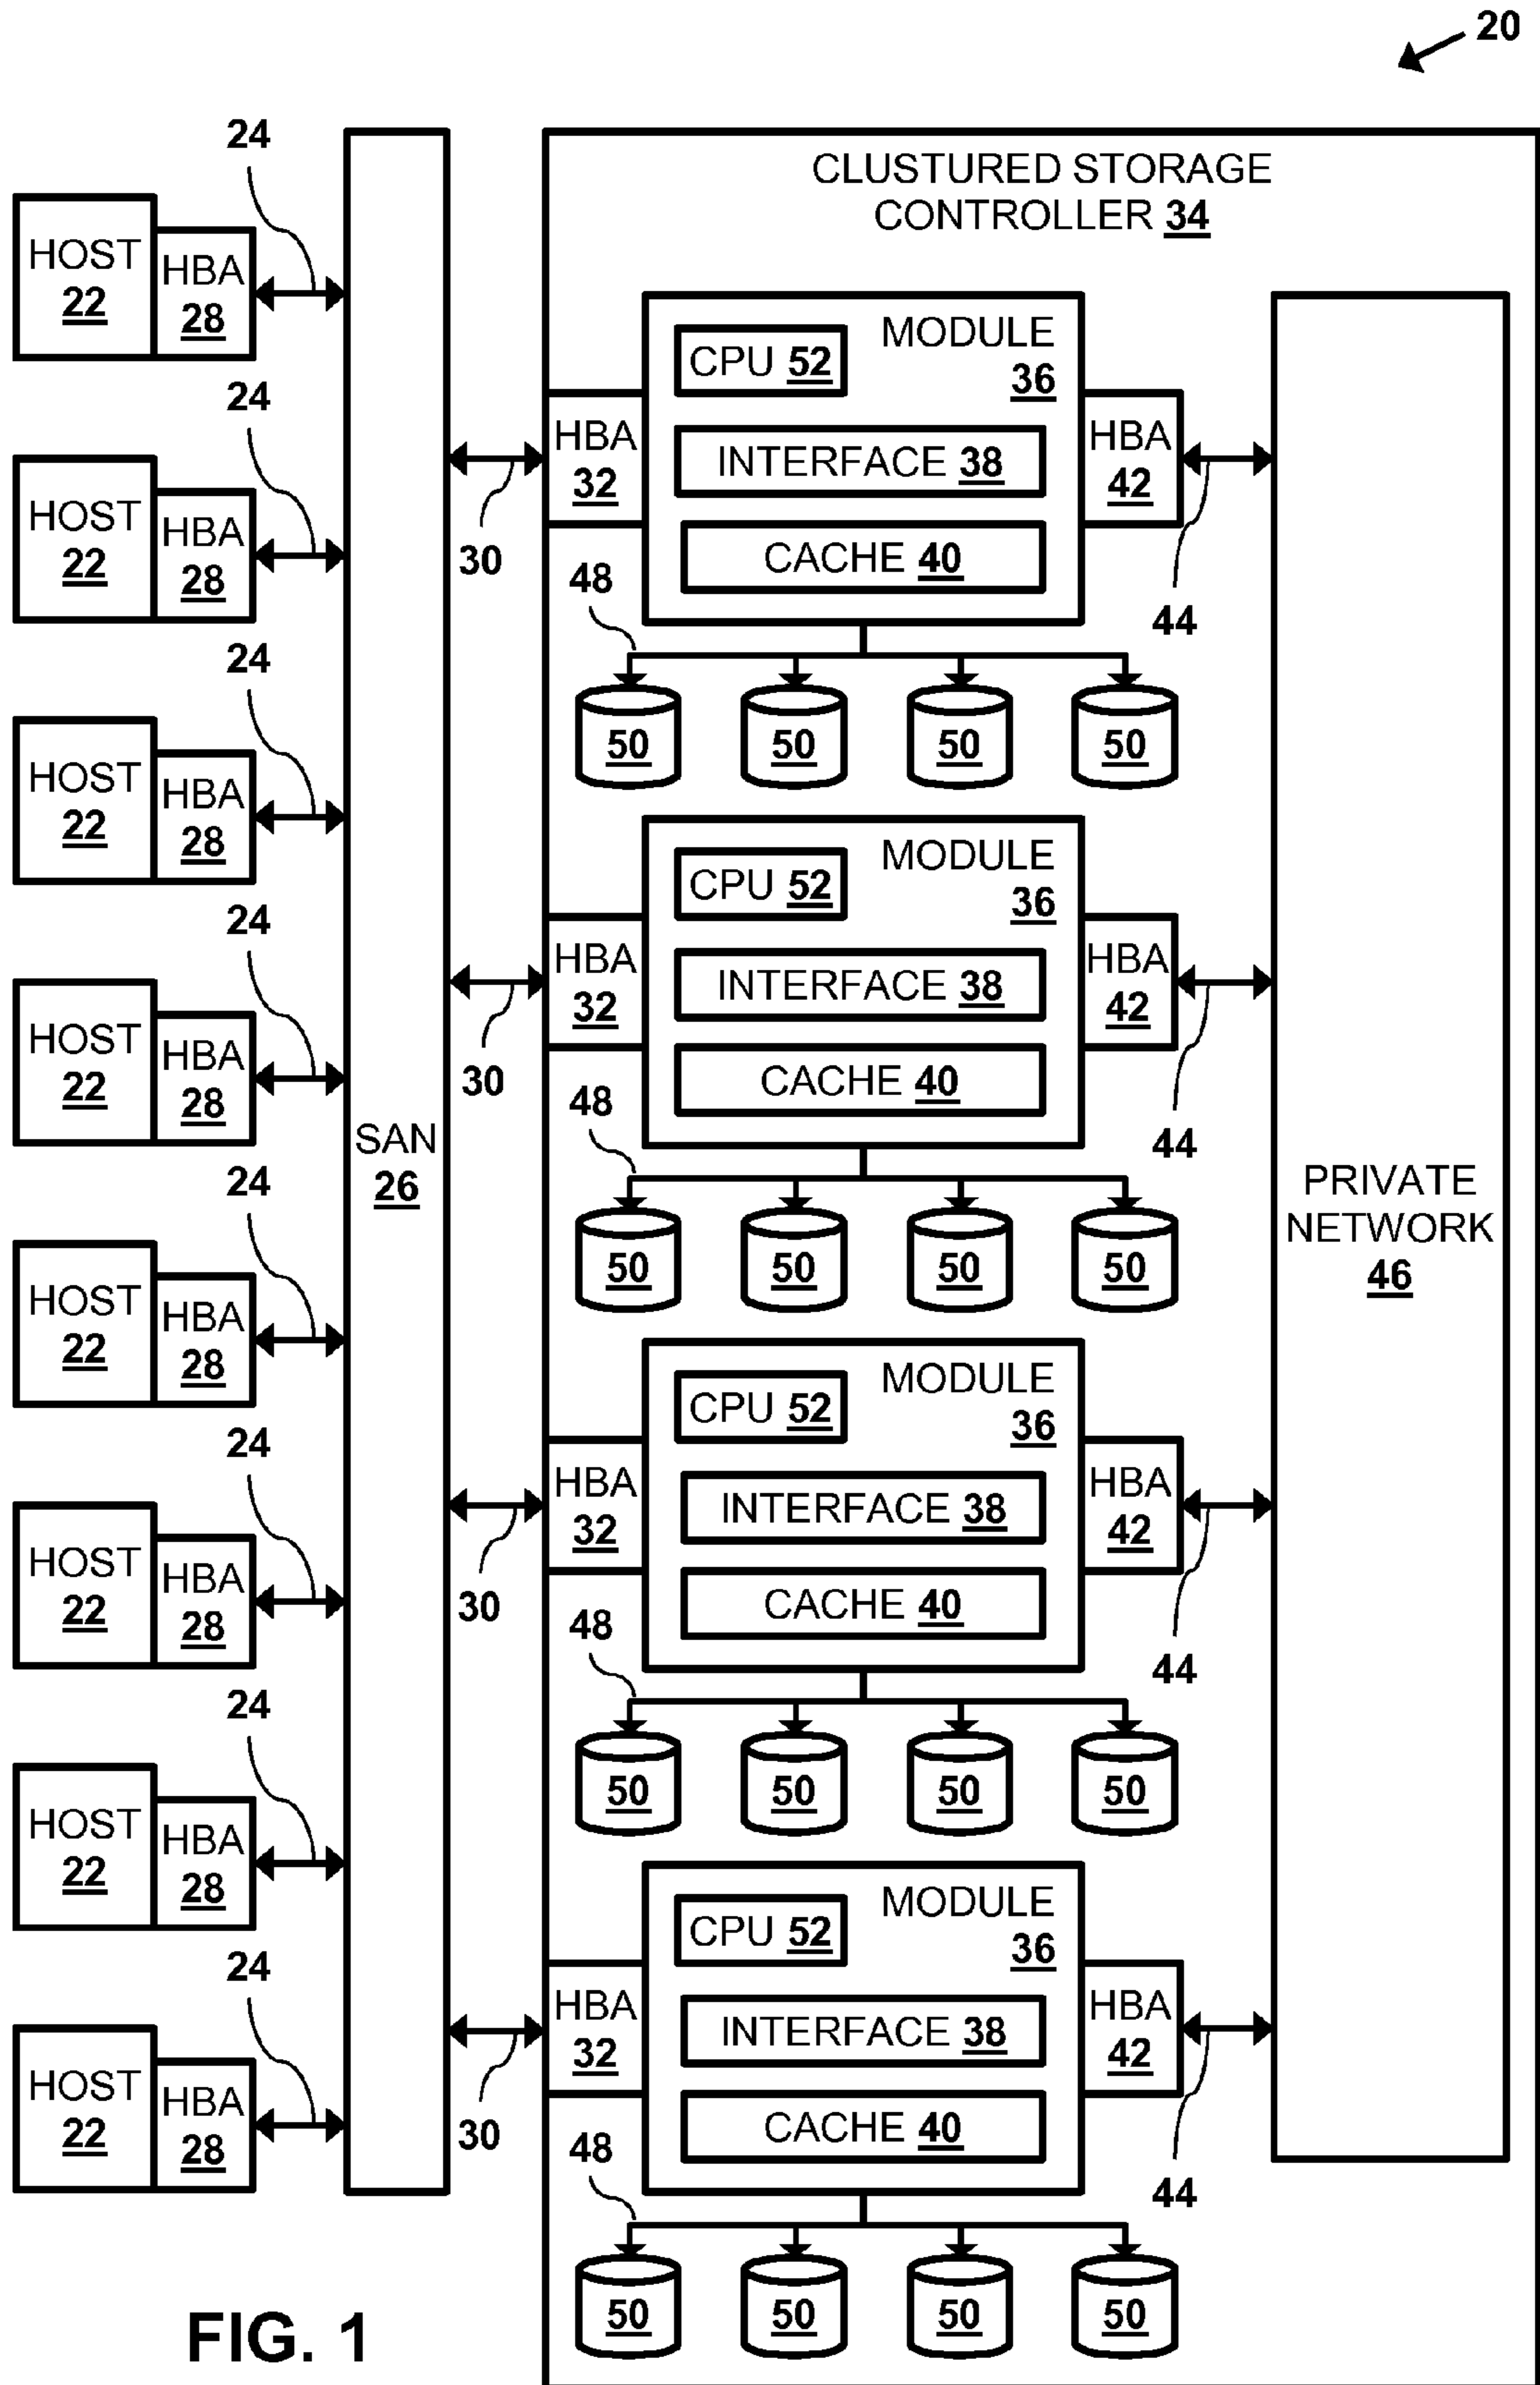 20
CLUSTURED STORAGE
CONTROLLER 34
24
HOST
22
HBA
28
24
HOST
22
HBA
28
24
HOST
22
HBA
28
24
HOST
22
HBA
28
24
HOST
22
HBA
28
24
HOST
22
HBA
28
24
HOST
22
HBA
28
24
HOST
22
HBA
28
SAN
26
30
HBA
32
CPU 52
MODULE
36
INTERFACE 38
CACHE 40
HBA
42
44
48
50 50 50 50
30
HBA
32
CPU 52
MODULE
36
INTERFACE 38
CACHE 40
HBA
42
44
48
50 50 50 50
30
HBA
32
CPU 52
MODULE
36
INTERFACE 38
CACHE 40
HBA
42
44
48
50 50 50 50
30
HBA
32
CPU 52
MODULE
36
INTERFACE 38
CACHE 40
HBA
42
44
48
50 50 50 50
PRIVATE
NETWORK
46
FIG. 1